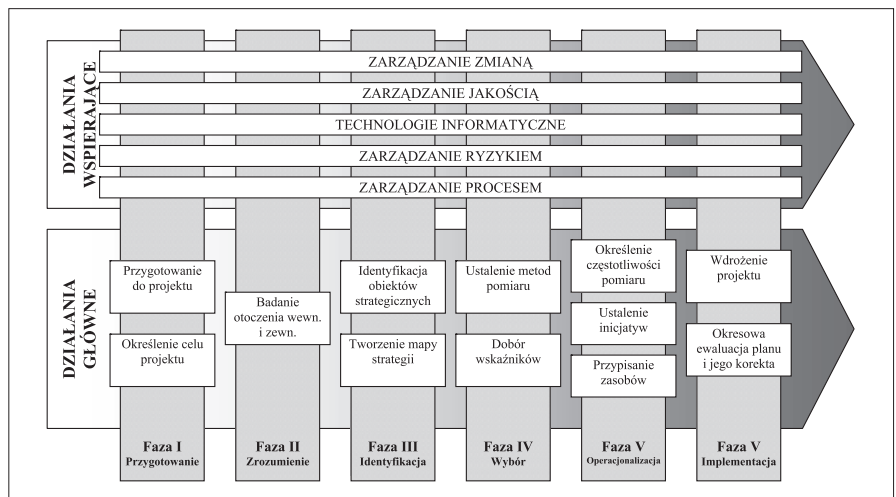 DZIAŁANIA
WSPIERAJĄCE
ZARZĄDZANIE ZMIANĄ
ZARZĄDZANIE JAKOŚCIĄ
TECHNOLOGIE INFORMATYCZNE
ZARZĄDZANIE RYZYKIEM
ZARZĄDZANIE PROCESEM
DZIAŁANIA
GŁÓWNE
Przygotowanie
do projektu
Określenie celu
projektu
Badanie
otoczenia wewn.
i zewn.
Identyfikacja
obiektów
strategicznych
Tworzenie mapy
strategii
Ustalenie metod
pomiaru
Dobór
wskaźników
Określenie
częstotliwości
pomiaru
Ustalenie
inicjatyw
Przypisanie
zasobów
Wdrożenie
projektu
Okresowa
ewaluacja planu
i jego korekta
Faza I
Przygotowanie
Faza II
Zrozumienie
Faza III
Identyfikacja
Faza IV
Wybór
Faza V
Operacjonalizacja
Faza V
Implementacja